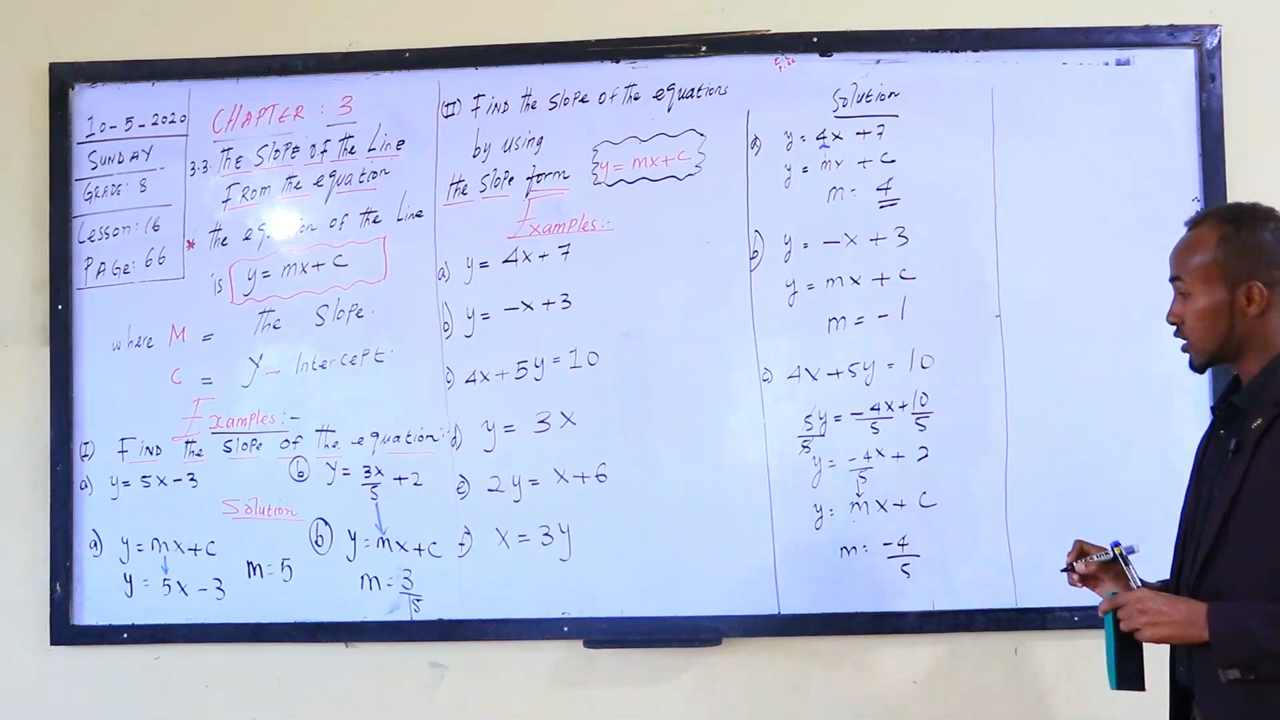 10-5-2020
SUNDAY
GRADE: 8
Lesson: 16
PAGe: 66
CHAPTER: 3
3.3. THE SLOPE OF THE LINE
FROM THE equation
* the equation of the Line
is y = mx + c
where M = The Slope.
C = Y - Intercept.
Examples:-
(I) FIND THE SLOPE OF THE equation:
a) y = 5x - 3
(b) y = 3x/5 + 2
Solution
a) y = mx + c
y = 5x - 3
m = 5
(b) y = mx + c
m = 3/5
(II) FIND THE SLOPE OF THE equations
by using
the SLOPE form
y = mx + c
Examples:-
a) y = 4x + 7
b) y = -x + 3
c) 4x + 5y = 10
d) y = 3x
e) 2y = x + 6
f) x = 3y
Solution
a) y = 4x + 7
y = mx + c
m = 4
b) y = -x + 3
y = mx + c
m = -1
c) 4x + 5y = 10
5y/5 = -4x/5 + 10/5
y = -4x/5 + 2
y = mx + c
m = -4/5